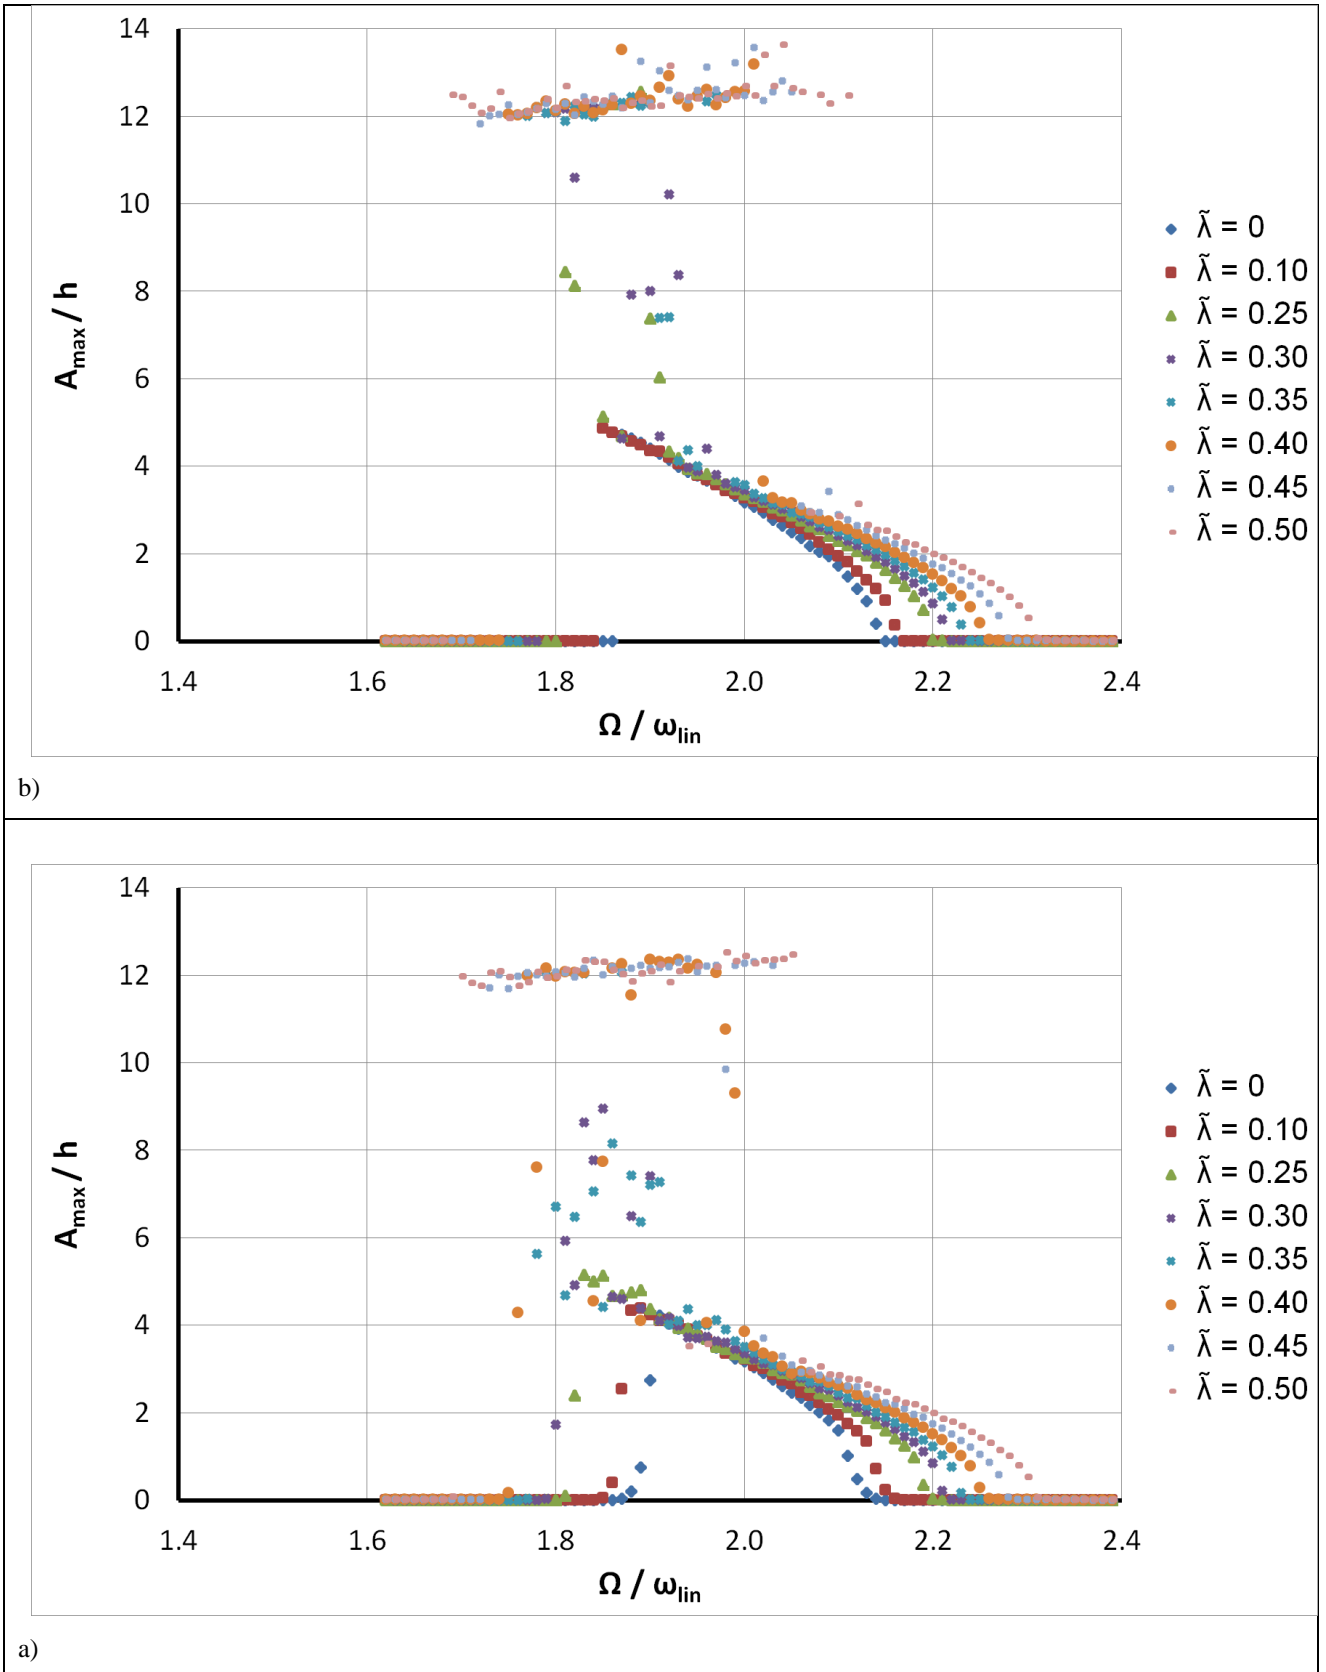 14
12
10
8
6
4
2
0
A_max / h
1.4 1.6 1.8 2.0 2.2 2.4
Ω / ω_lin
λ̃ = 0
λ̃ = 0.10
λ̃ = 0.25
λ̃ = 0.30
λ̃ = 0.35
λ̃ = 0.40
λ̃ = 0.45
λ̃ = 0.50
b)
14
12
10
8
6
4
2
0
A_max / h
1.4 1.6 1.8 2.0 2.2 2.4
Ω / ω_lin
λ̃ = 0
λ̃ = 0.10
λ̃ = 0.25
λ̃ = 0.30
λ̃ = 0.35
λ̃ = 0.40
λ̃ = 0.45
λ̃ = 0.50
a)